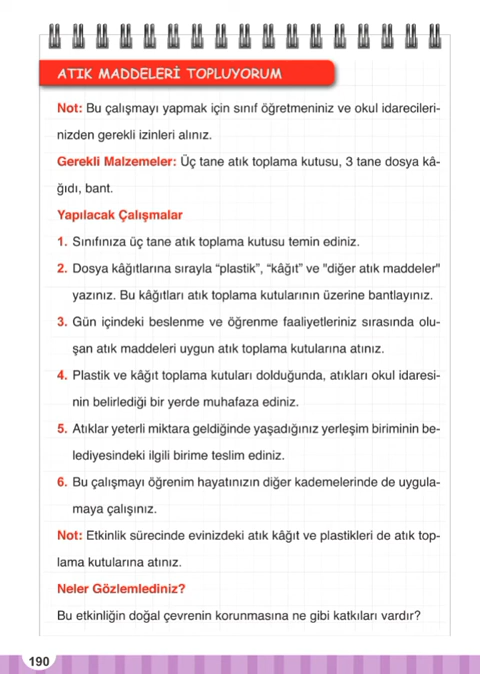 ATIK MADDELERİ TOPLUYORUM
Not: Bu çalışmayı yapmak için sınıf öğretmeniniz ve okul idarecileri-
nizden gerekli izinleri alınız.
Gerekli Malzemeler: Üç tane atık toplama kutusu, 3 tane dosya kâ-
ğıdı, bant.
Yapılacak Çalışmalar
1. Sınıfınıza üç tane atık toplama kutusu temin ediniz.
2. Dosya kâğıtlarına sırayla “plastik”, “kâğıt” ve "diğer atık maddeler"
yazınız. Bu kâğıtları atık toplama kutularının üzerine bantlayınız.
3. Gün içindeki beslenme ve öğrenme faaliyetleriniz sırasında olu-
şan atık maddeleri uygun atık toplama kutularına atınız.
4. Plastik ve kâğıt toplama kutuları dolduğunda, atıkları okul idaresi-
nin belirlediği bir yerde muhafaza ediniz.
5. Atıklar yeterli miktara geldiğinde yaşadığınız yerleşim biriminin be-
lediyesindeki ilgili birime teslim ediniz.
6. Bu çalışmayı öğrenim hayatınızın diğer kademelerinde de uygula-
maya çalışınız.
Not: Etkinlik sürecinde evinizdeki atık kâğıt ve plastikleri de atık top-
lama kutularına atınız.
Neler Gözlemlediniz?
Bu etkinliğin doğal çevrenin korunmasına ne gibi katkıları vardır?
190